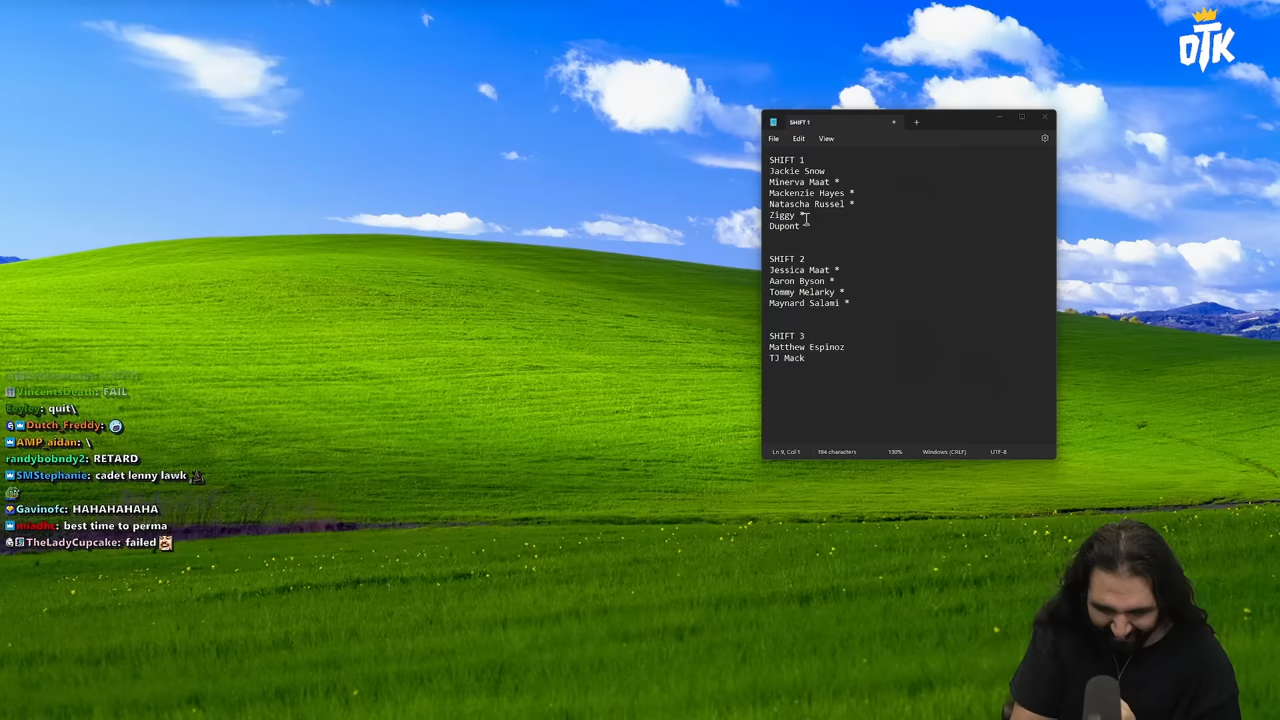 OTK
SHIFT 1
File Edit View
SHIFT 1
Jackie Snow
Minerva Maat *
Mackenzie Hayes *
Natascha Russel *
Ziggy *
Dupont
SHIFT 2
Jessica Maat *
Aaron Byson *
Tommy Melarky *
Maynard Salami *
SHIFT 3
Matthew Espinoz
TJ Mack
Ln 9, Col 1 194 characters 130% Windows (CRLF) UTF-8
VincentsDeath: FAIL
quit\
Dutch_Freddy:
AMP_aidan: \
randybobndy2: RETARD
SMStephanie: cadet lenny lawk
Gavinofc: HAHAHAHAHA
best time to perma
TheLadyCupcake: failed